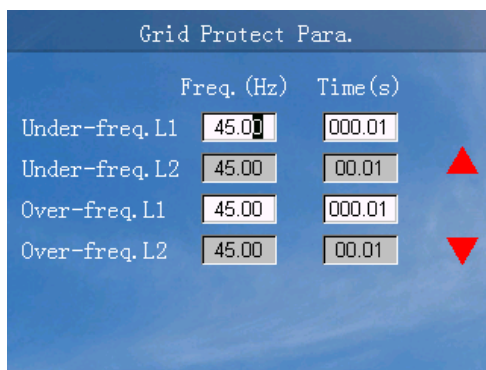 Grid Protect Para.
Freq.(Hz) Time(s)
Under-freq.L1 45.00 000.01
Under-freq.L2 45.00 00.01
Over-freq.L1 45.00 000.01
Over-freq.L2 45.00 00.01